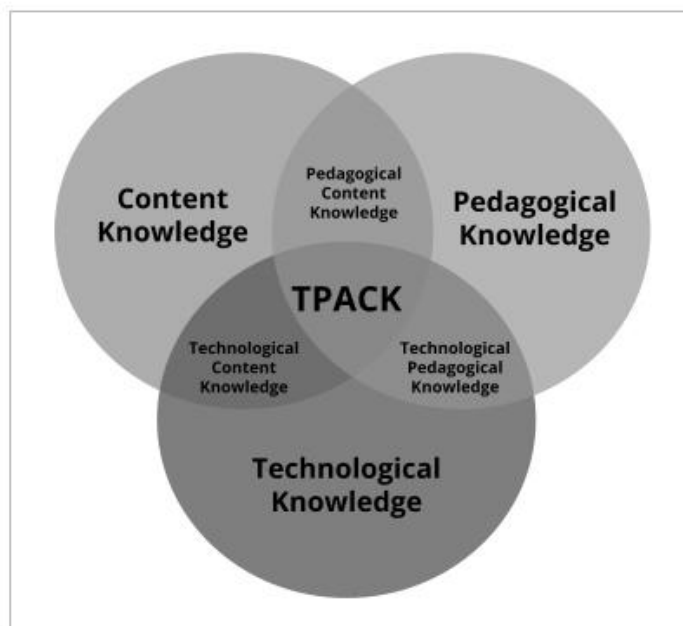 Pedagogical
Content
Knowledge
Content
Knowledge
Pedagogical
Knowledge
TPACK
Technological
Content
Knowledge
Technological
Pedagogical
Knowledge
Technological
Knowledge